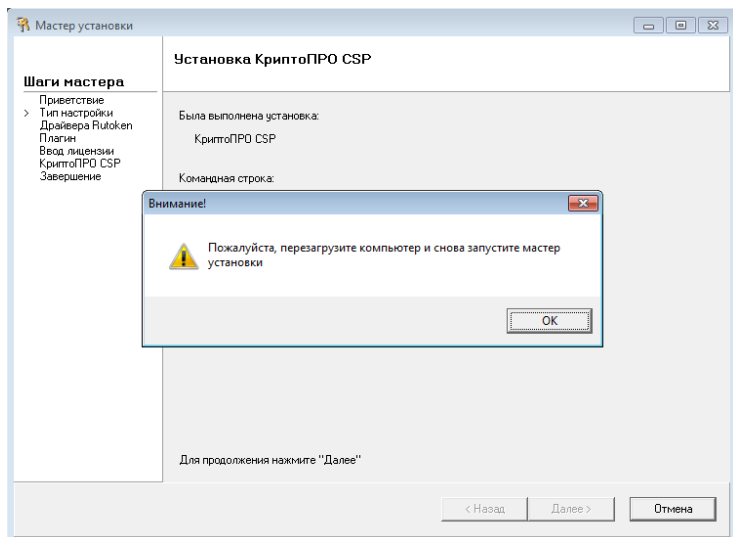 Мастер установки
Установка КриптоПРО CSP
Шаги мастера
Приветствие
> Тип настройки
Драйвера Rutoken
Плагин
Ввод лицензии
КриптоПРО CSP
Завершение
Была выполнена установка:
КриптоПРО CSP
Командная строка:
Внимание!
Пожалуйста, перезагрузите компьютер и снова запустите мастер
установки
OK
Для продолжения нажмите "Далее"
< Назад
Далее >
Отмена